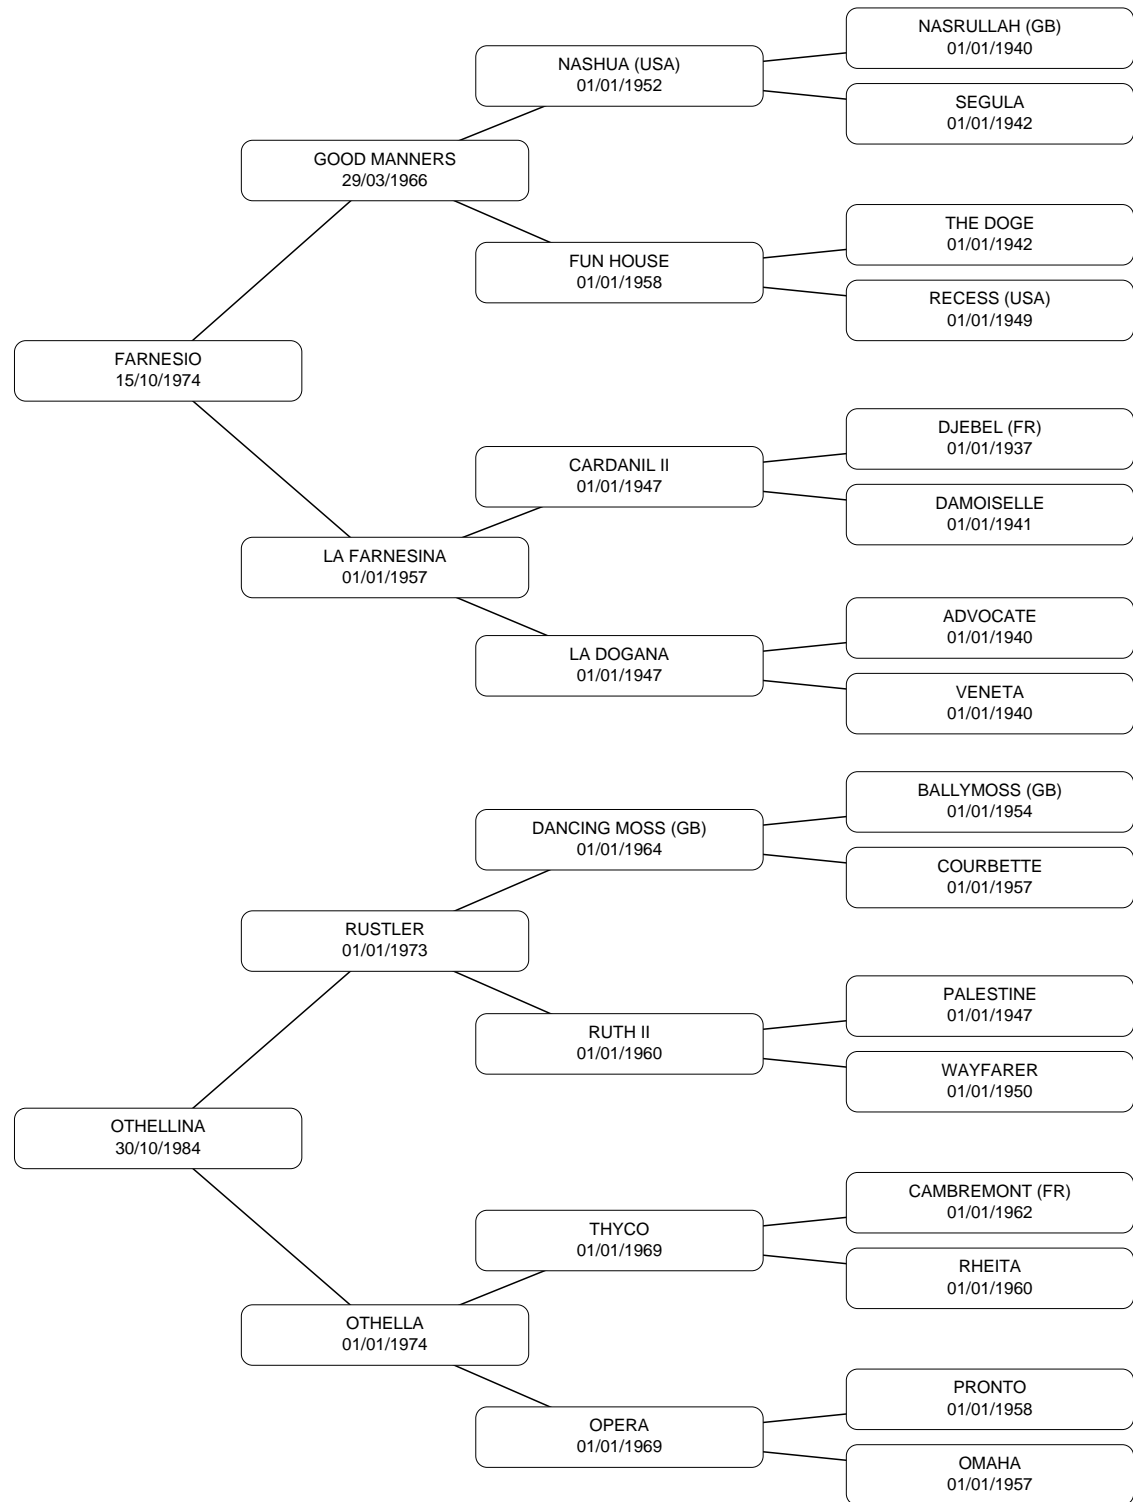 NASRULLAH (GB)
01/01/1940
NASHUA (USA)
01/01/1952
SEGULA
01/01/1942
GOOD MANNERS
29/03/1966
THE DOGE
01/01/1942
FUN HOUSE
01/01/1958
RECESS (USA)
01/01/1949
FARNESIO
15/10/1974
DJEBEL (FR)
01/01/1937
CARDANIL II
01/01/1947
DAMOISELLE
01/01/1941
LA FARNESINA
01/01/1957
ADVOCATE
01/01/1940
LA DOGANA
01/01/1947
VENETA
01/01/1940
BALLYMOSS (GB)
01/01/1954
DANCING MOSS (GB)
01/01/1964
COURBETTE
01/01/1957
RUSTLER
01/01/1973
PALESTINE
01/01/1947
RUTH II
01/01/1960
WAYFARER
01/01/1950
OTHELLINA
30/10/1984
CAMBREMONT (FR)
01/01/1962
THYCO
01/01/1969
RHEITA
01/01/1960
OTHELLA
01/01/1974
PRONTO
01/01/1958
OPERA
01/01/1969
OMAHA
01/01/1957